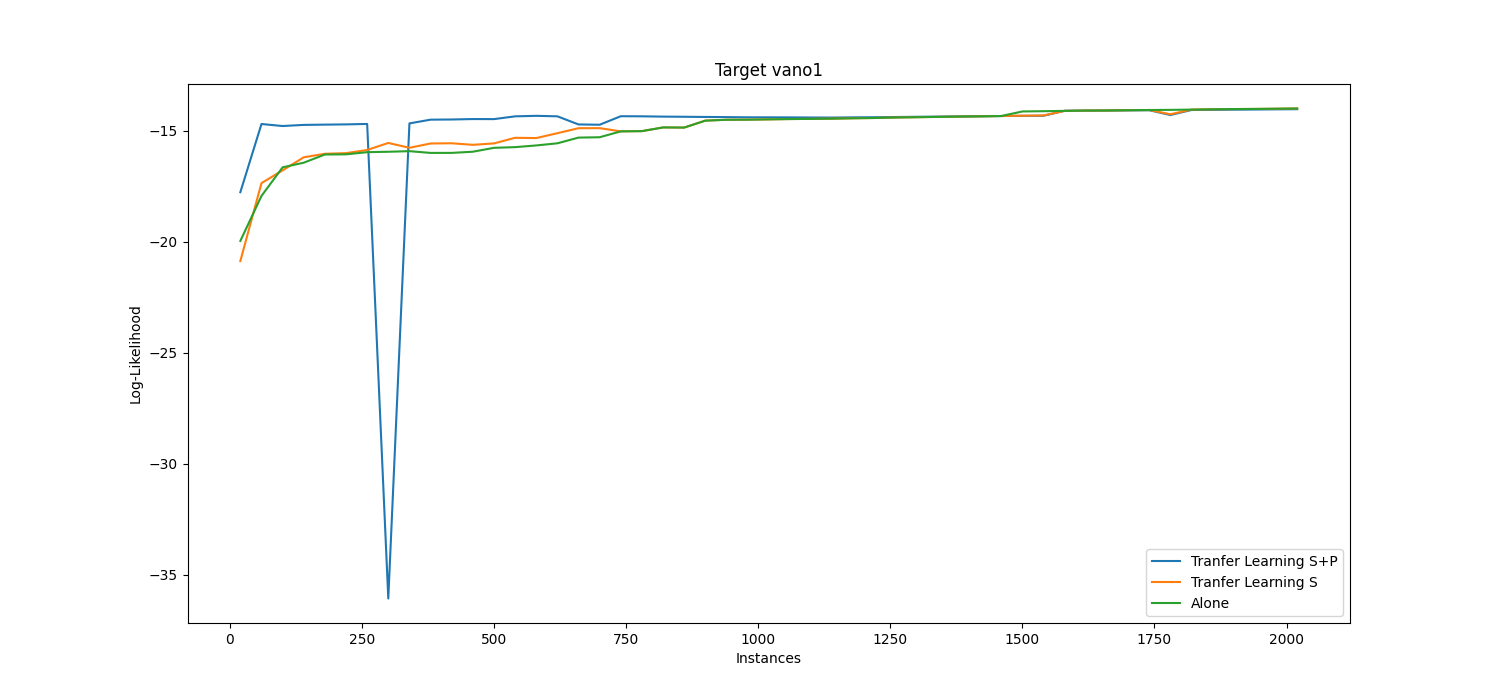 Target vano1
Log-Likelihood
−15
−20
−25
−30
−35
0
250
500
750
1000
1250
1500
1750
2000
Instances
Tranfer Learning S+P
Tranfer Learning S
Alone